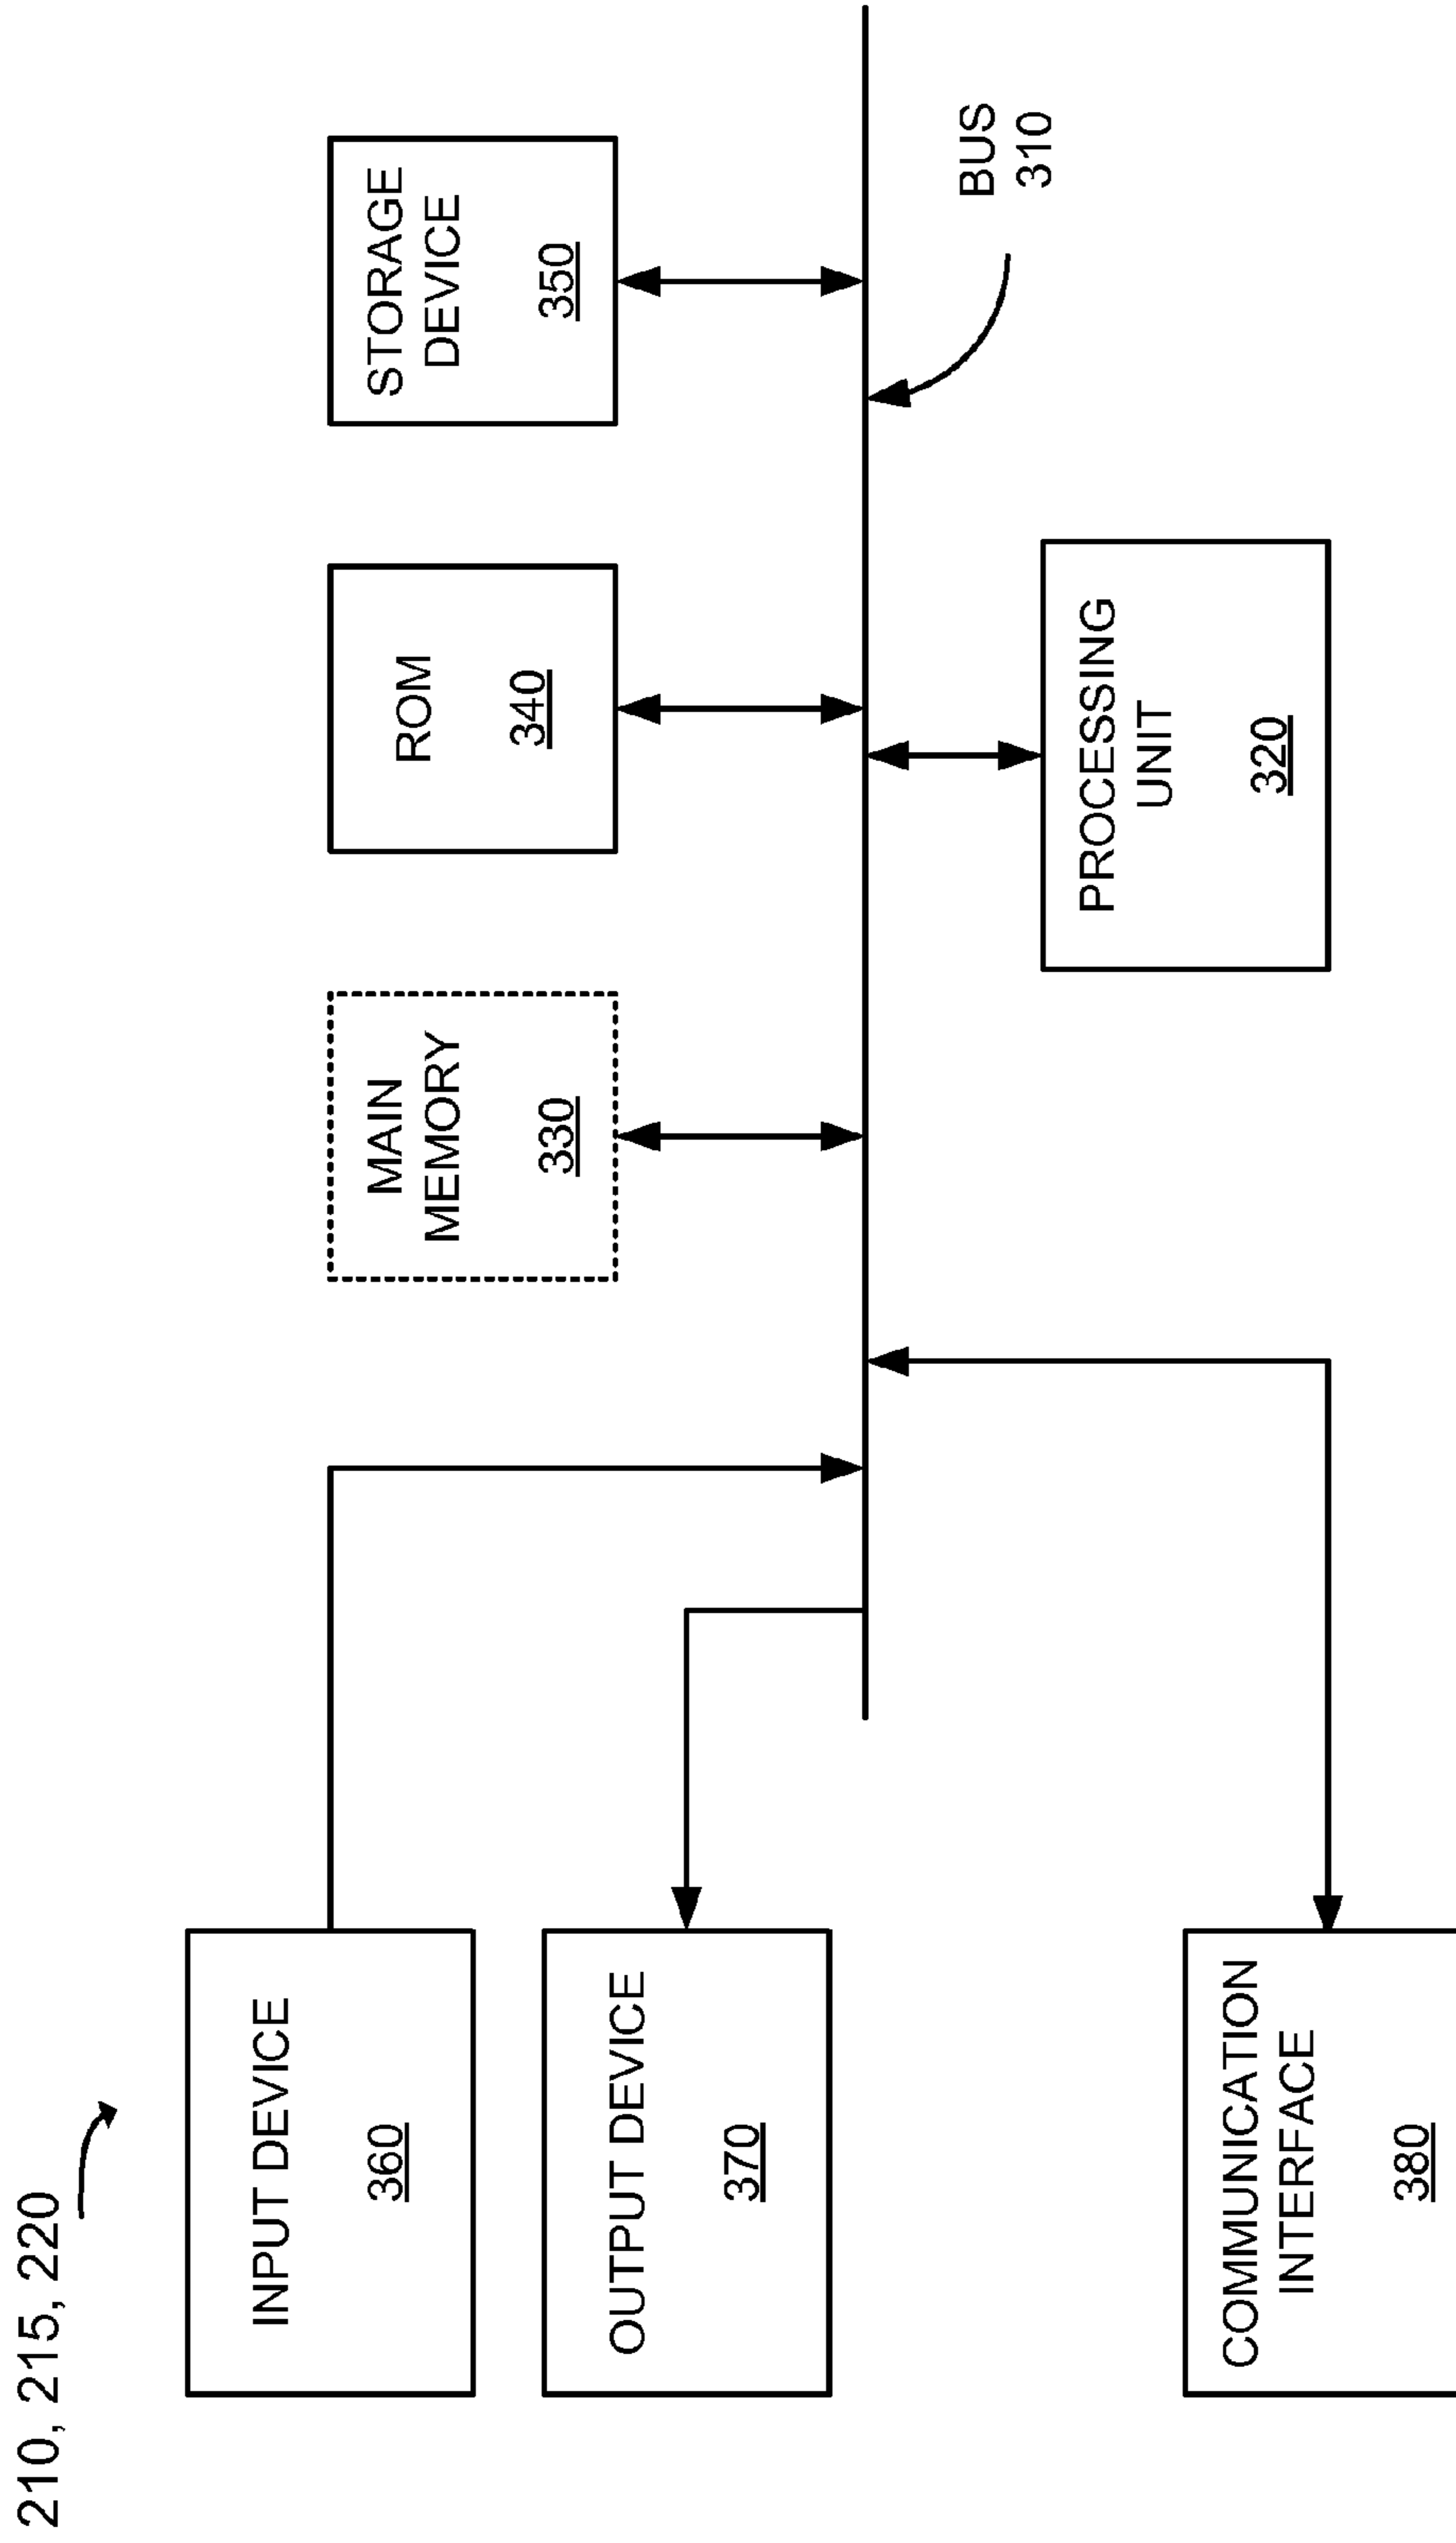 210, 215, 220
INPUT DEVICE
360
OUTPUT DEVICE
370
COMMUNICATION
INTERFACE
380
MAIN
MEMORY
330
ROM
340
STORAGE
DEVICE
350
PROCESSING
UNIT
320
BUS
310